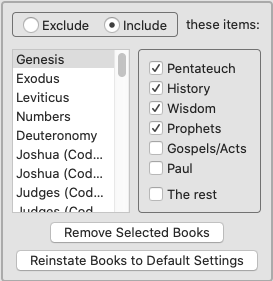 Exclude Include these items:
Genesis
Exodus
Leviticus
Numbers
Deuteronomy
Joshua (Cod...
Joshua (Cod...
Judges (Cod...
Judges (Cod...
Pentateuch
History
Wisdom
Prophets
Gospels/Acts
Paul
The rest
Remove Selected Books
Reinstate Books to Default Settings